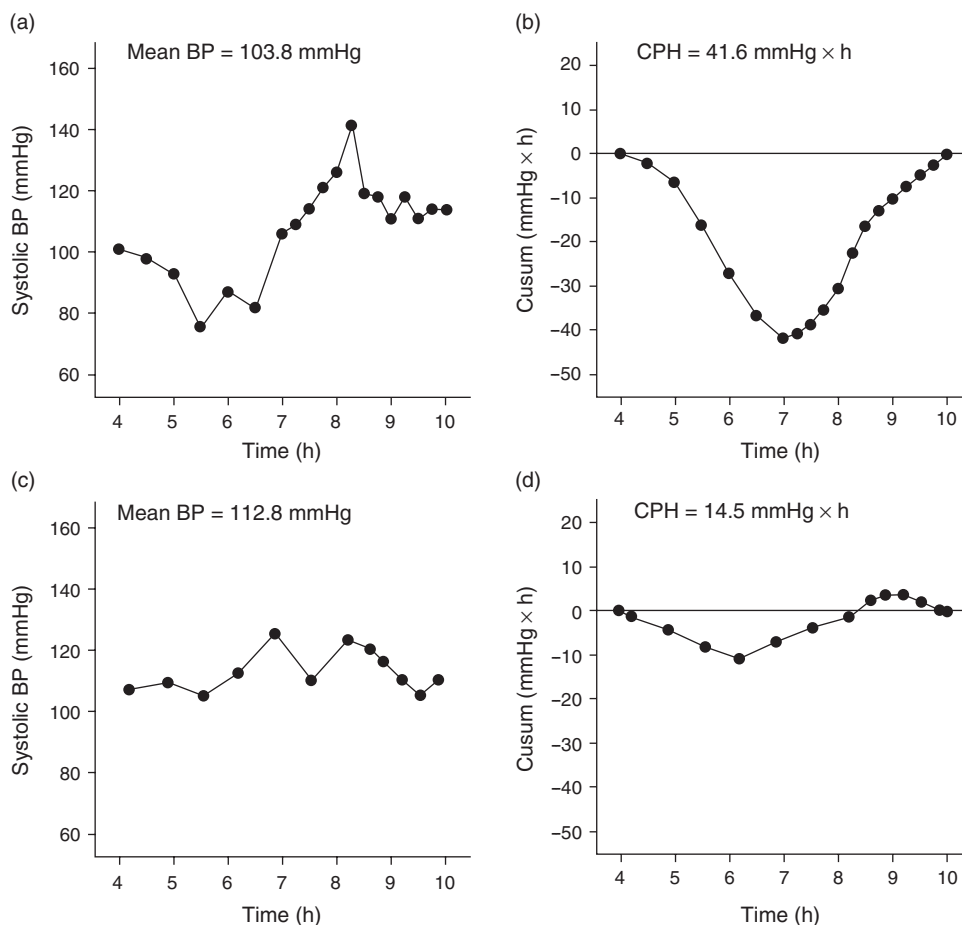 (a)
Mean BP = 103.8 mmHg
160
140
120
100
80
60
Systolic BP (mmHg)
4 5 6 7 8 9 10
Time (h)
(b)
CPH = 41.6 mmHg × h
20
10
0
−10
−20
−30
−40
−50
Cusum (mmHg × h)
4 5 6 7 8 9 10
Time (h)
(c)
Mean BP = 112.8 mmHg
160
140
120
100
80
60
Systolic BP (mmHg)
4 5 6 7 8 9 10
Time (h)
(d)
CPH = 14.5 mmHg × h
20
10
0
−10
−20
−30
−40
−50
Cusum (mmHg × h)
4 5 6 7 8 9 10
Time (h)